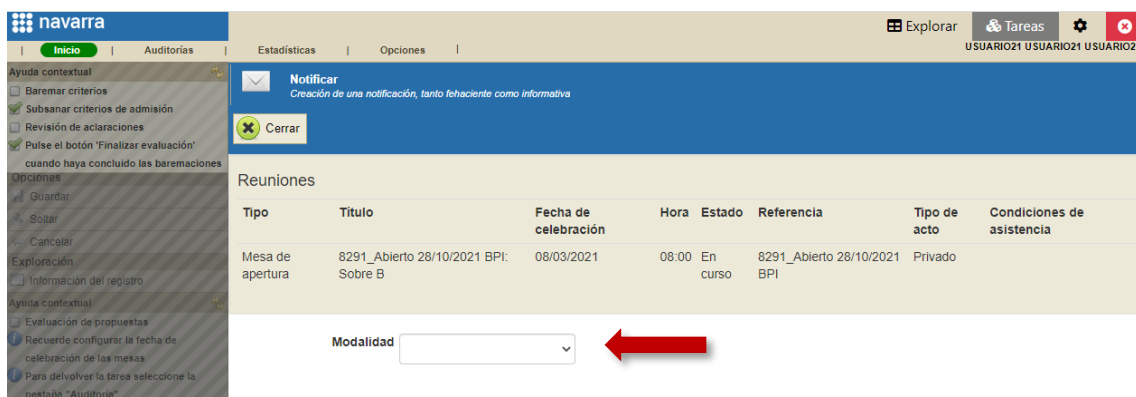 navarra
Explorar
Tareas
| Inicio | Auditorías | Estadísticas | Opciones |
USUARIO21 USUARIO21 USUARIO2
Ayuda contextual
Baremar criterios
Subsanar criterios de admisión
Revisión de aclaraciones
Pulse el botón 'Finalizar evaluación'
cuando haya concluido las baremaciones
Opciones
Guardar
Soltar
Cancelar
Exploración
Información del registro
Ayuda contextual
Evaluación de propuestas
Recuerde configurar la fecha de
celebración de las mesas
Para delvolver la tarea seleccione la
pestaña "Auditoría"
Notificar
Creación de una notificación, tanto fehaciente como informativa
Cerrar
Reuniones
Tipo Título Fecha de Hora Estado Referencia Tipo de Condiciones de
celebración acto asistencia
Mesa de 8291_Abierto 28/10/2021 BPI: 08/03/2021 08:00 En 8291_Abierto 28/10/2021 Privado
apertura Sobre B curso BPI
Modalidad